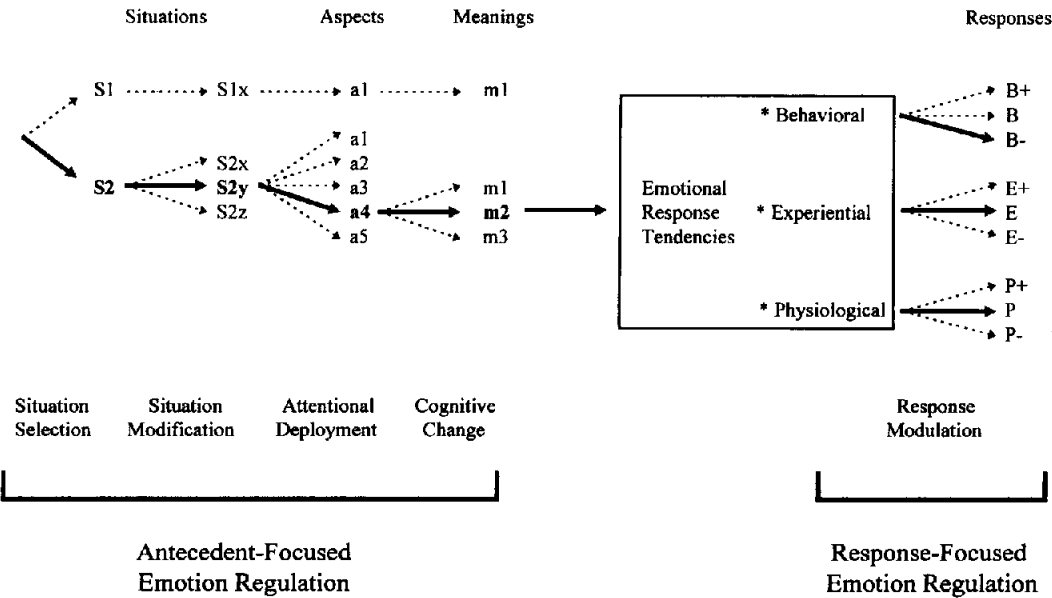 Situations Aspects Meanings Responses
S1 S1x a1 m1
B+
* Behavioral B
B-
a1
S2x a2
S2 S2y a3 m1
S2z a4 m2
a5 m3
Emotional
Response
Tendencies
* Experiential
E+
E
E-
* Physiological
P+
P
P-
Situation
Selection
Situation
Modification
Attentional
Deployment
Cognitive
Change
Response
Modulation
Antecedent-Focused
Emotion Regulation
Response-Focused
Emotion Regulation